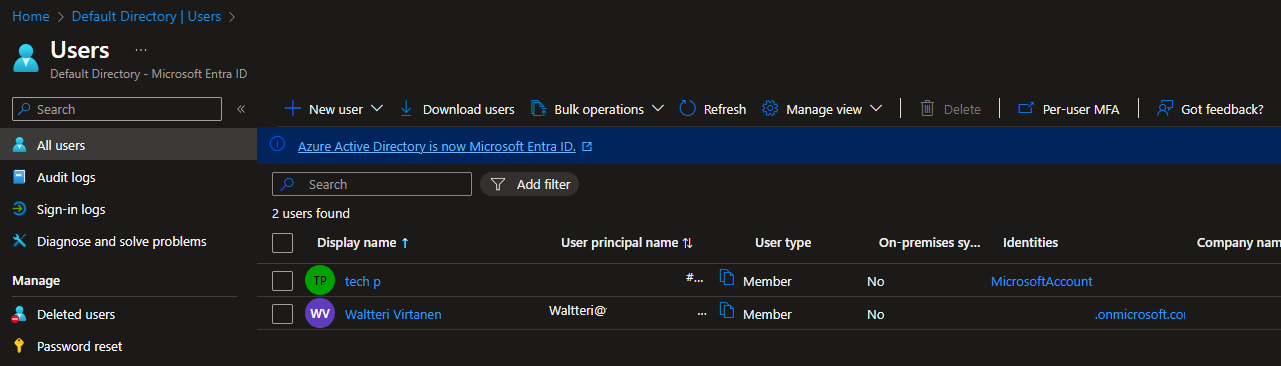 Home > Default Directory | Users >
Users ...
Default Directory - Microsoft Entra ID
Search «
New user Download users Bulk operations Refresh Manage view Delete Per-user MFA Got feedback?
All users
Azure Active Directory is now Microsoft Entra ID.
Audit logs
Search Add filter
Sign-in logs
2 users found
Diagnose and solve problems
Display name ↑ User principal name ↑↓ User type On-premises sy... Identities Company nam
Manage
TP tech p #... Member No MicrosoftAccount
Deleted users
WV Waltteri Virtanen Waltteri@ ... Member No .onmicrosoft.co
Password reset